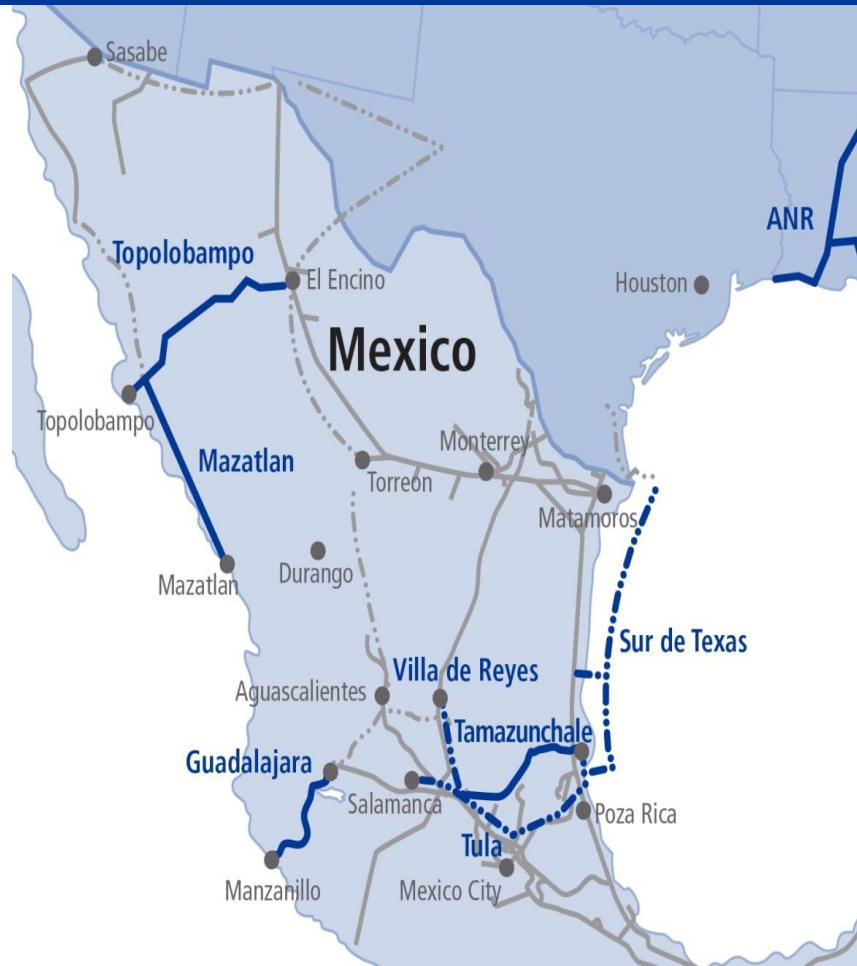 Sasabe
ANR
Topolobampo
El Encino
Houston
Mexico
Topolobampo
Monterrey
Mazatlan
Torreon
Matamoros
Durango
Mazatlan
Sur de Texas
Villa de Reyes
Aguascalientes
Tamazunchale
Guadalajara
Salamanca
Poza Rica
Tula
Manzanillo
Mexico City